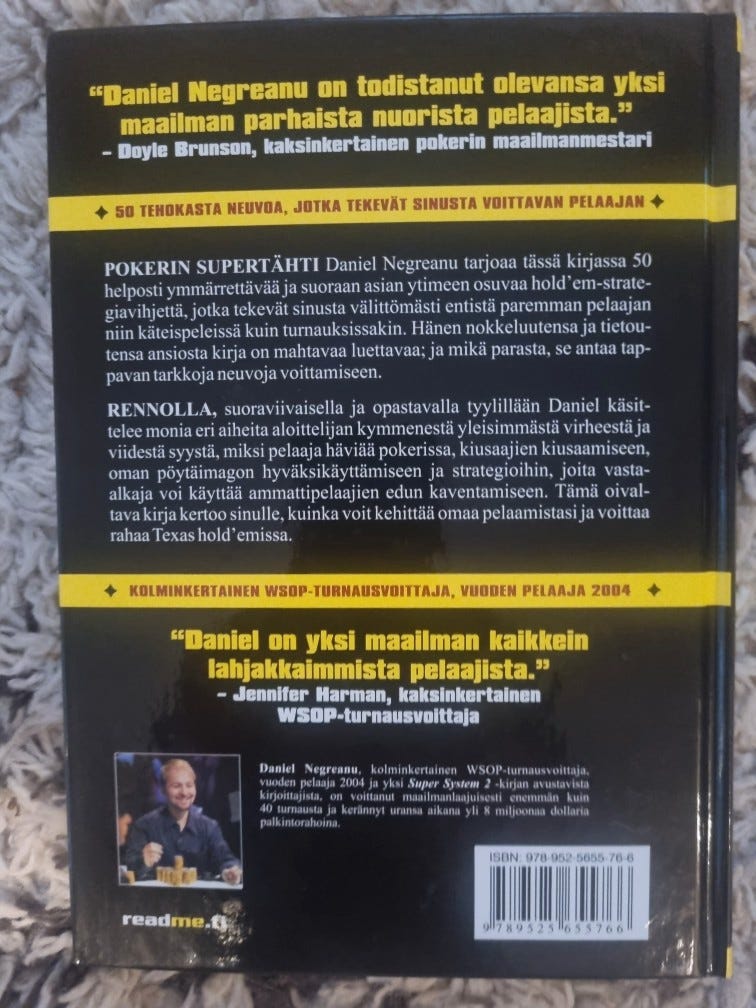 “Daniel Negreanu on todistanut olevansa yksi
maailman parhaista nuorista pelaajista.”
– Doyle Brunson, kaksinkertainen pokerin maailmanmestari
✦ 50 TEHOKASTA NEUVOA, JOTKA TEKEVÄT SINUSTA VOITTAVAN PELAAJAN ✦
POKERIN SUPERTÄHTI Daniel Negreanu tarjoaa tässä kirjassa 50
helposti ymmärrettävää ja suoraan asian ytimeen osuvaa hold’em-strate-
giavihjettä, jotka tekevät sinusta välittömästi entistä paremman pelaajan
niin käteispeleissä kuin turnauksissakin. Hänen nokkeluutensa ja tietou-
tensa ansiosta kirja on mahtavaa luettavaa; ja mikä parasta, se antaa tap-
pavan tarkkoja neuvoja voittamiseen.
RENNOLLA, suoraviivaisella ja opastavalla tyylillään Daniel käsit-
telee monia eri aiheita aloittelijan kymmenestä yleisimmästä virheestä ja
viidestä syystä, miksi pelaaja häviää pokerissa, kiusaajien kiusaamiseen,
oman pöytäimagon hyväksikäyttämiseen ja strategioihin, joita vasta-
alkaja voi käyttää ammattipelaajien edun kaventamiseen. Tämä oival-
tava kirja kertoo sinulle, kuinka voit kehittää omaa pelaamistasi ja voittaa
rahaa Texas hold’emissa.
✦ KOLMINKERTAINEN WSOP-TURNAUSVOITTAJA, VUODEN PELAAJA 2004 ✦
“Daniel on yksi maailman kaikkein
lahjakkaimmista pelaajista.”
– Jennifer Harman, kaksinkertainen
WSOP-turnausvoittaja
Daniel Negreanu, kolminkertainen WSOP-turnausvoittaja,
vuoden pelaaja 2004 ja yksi Super System 2 -kirjan avustavista
kirjoittajista, on voittanut maailmanlaajuisesti enemmän kuin
40 turnausta ja kerännyt uransa aikana yli 8 miljoonaa dollaria
palkintorahoina.
readme.fi
ISBN: 978-952-5655-76-6
9 789525 655766